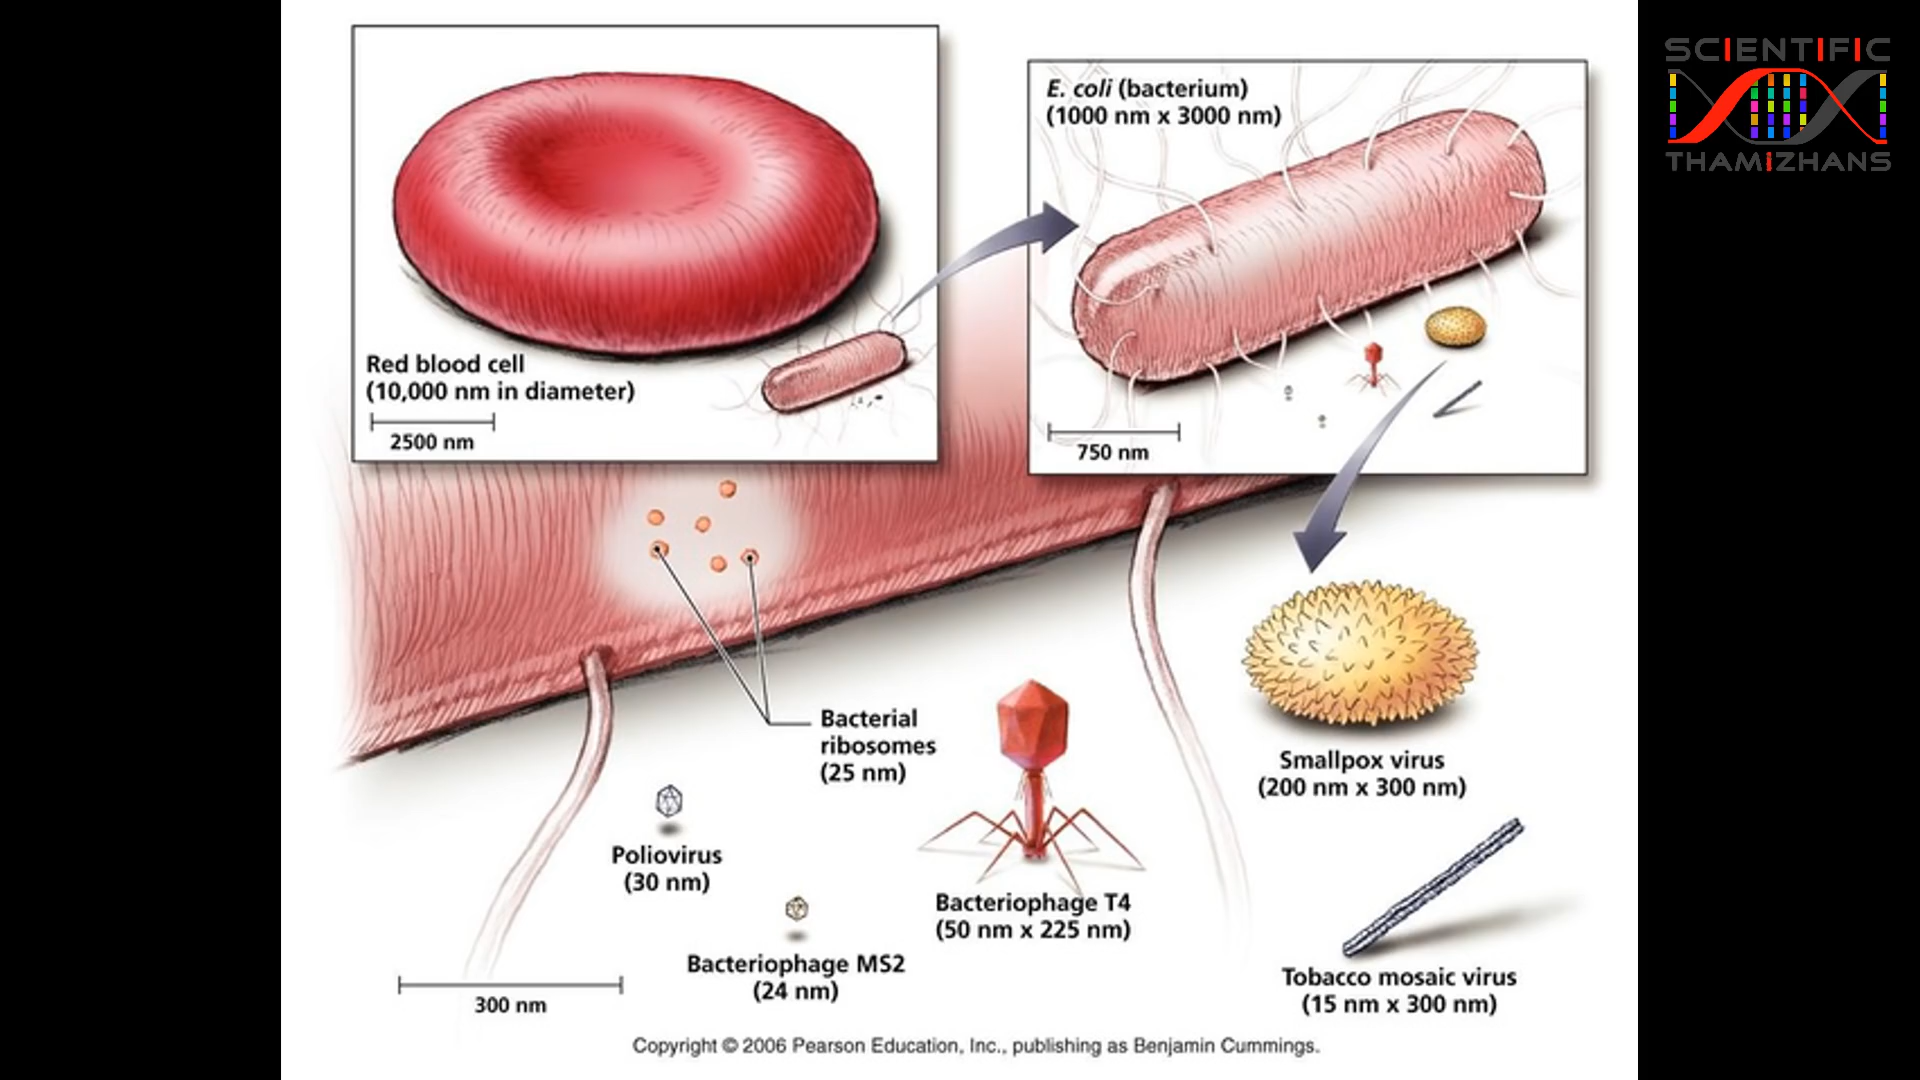 SCIENTIFIC
THAMiZHANS
E. coli (bacterium)
(1000 nm x 3000 nm)
Red blood cell
(10,000 nm in diameter)
2500 nm
750 nm
Bacterial
ribosomes
(25 nm)
Smallpox virus
(200 nm x 300 nm)
Poliovirus
(30 nm)
Bacteriophage T4
(50 nm x 225 nm)
Bacteriophage MS2
(24 nm)
Tobacco mosaic virus
(15 nm x 300 nm)
300 nm
Copyright © 2006 Pearson Education, Inc., publishing as Benjamin Cummings.